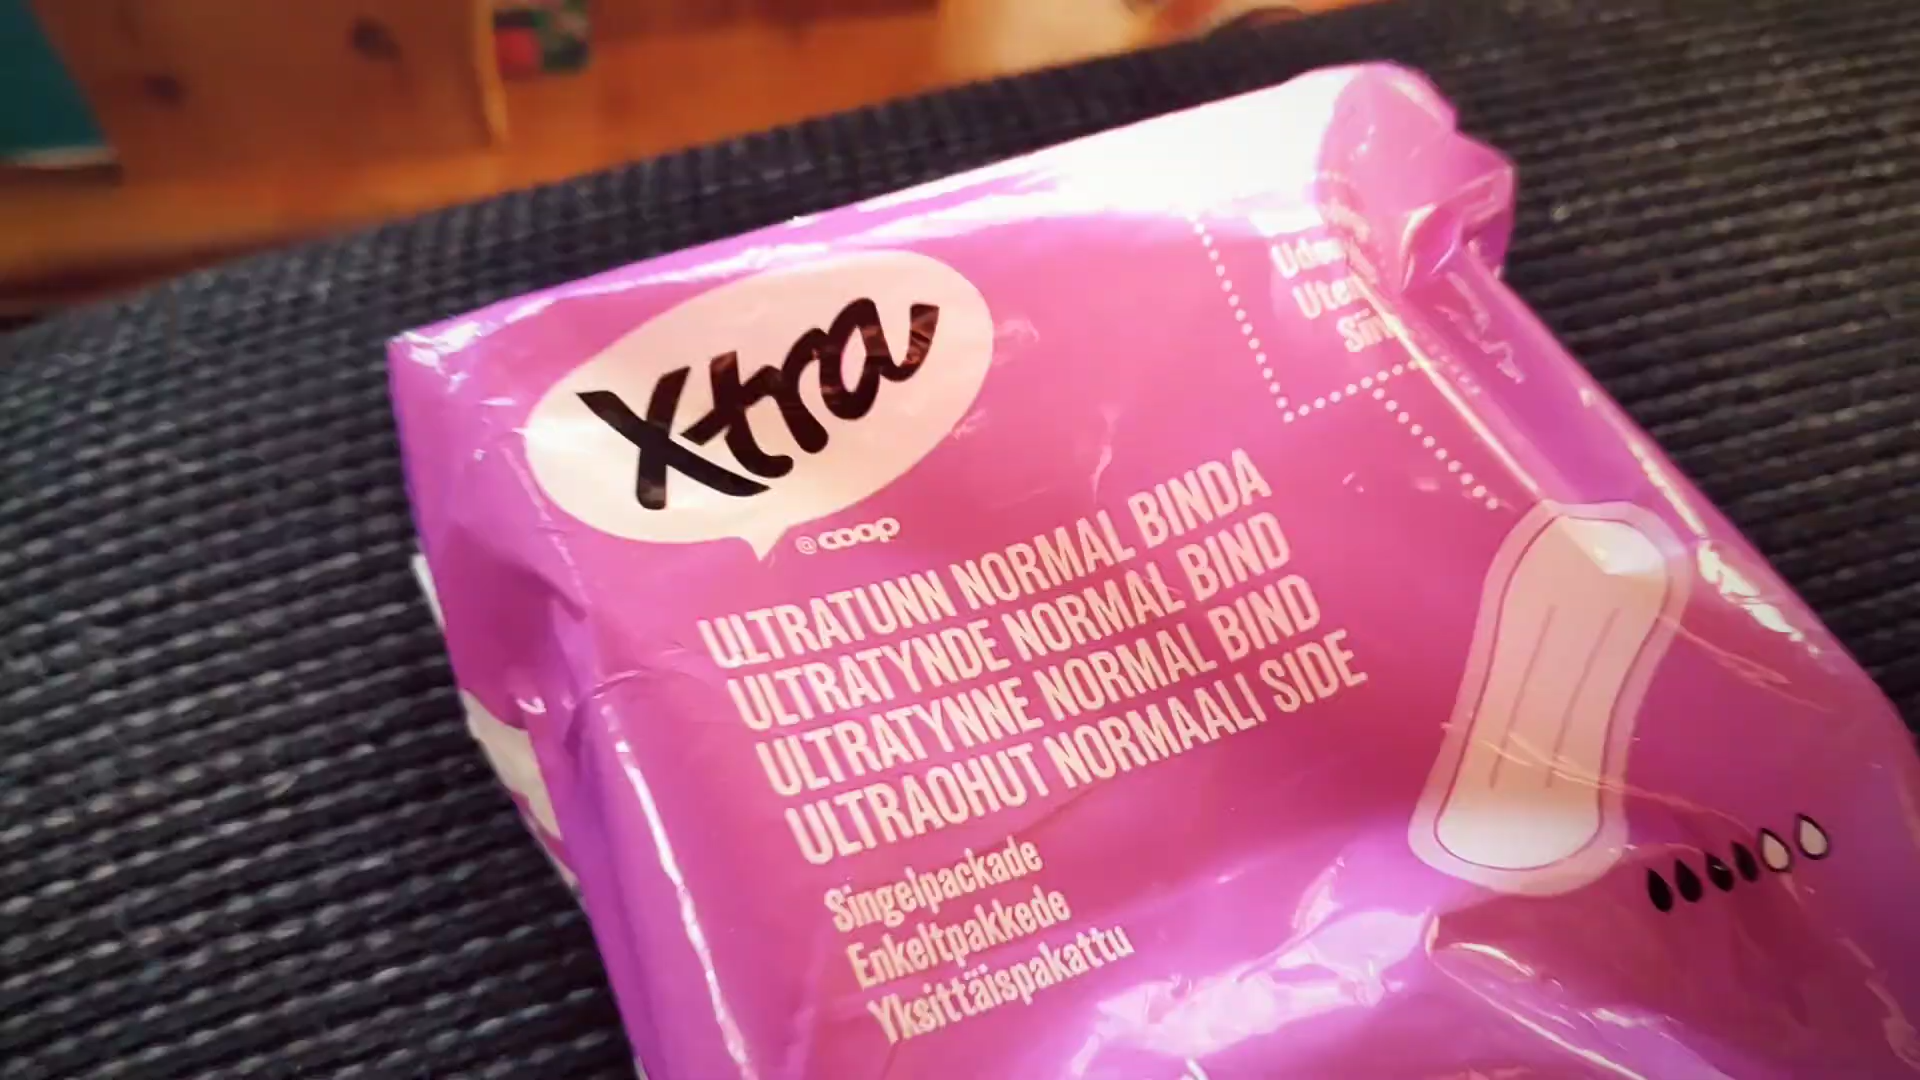 Xtra
coop
ULTRATUNN NORMAL BINDA
ULTRATYNDE NORMAL BIND
ULTRATYNNE NORMAL BIND
ULTRAOHUT NORMAALI SIDE
Singelpackade
Enkeltpakkede
Yksittäispakattu